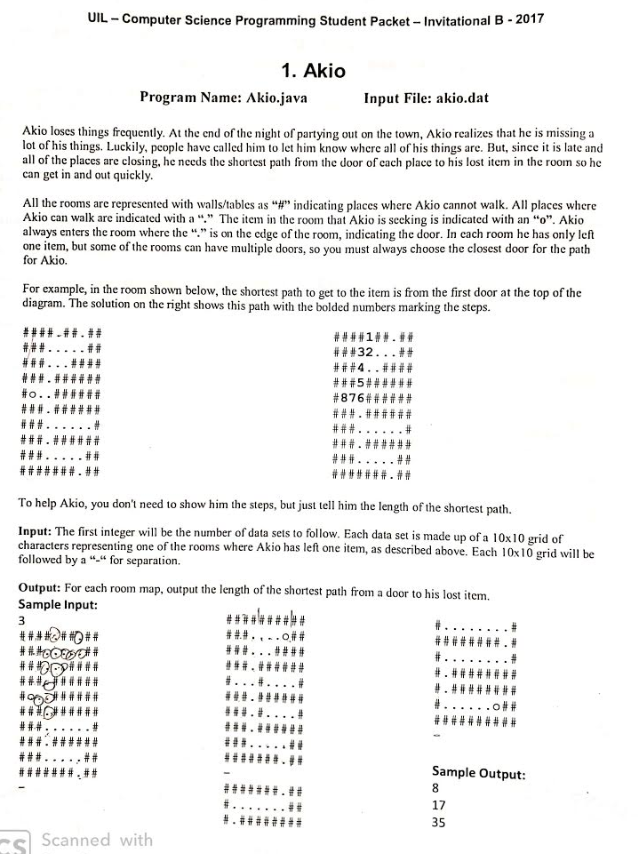 UIL – Computer Science Programming Student Packet – Invitational B - 2017
1. Akio
Program Name: Akio.java Input File: akio.dat
Akio loses things frequently. At the end of the night of partying out on the town, Akio realizes that he is missing a
lot of his things. Luckily, people have called him to let him know where all of his things are. But, since it is late and
all of the places are closing, he needs the shortest path from the door of each place to his lost item in the room so he
can get in and out quickly.
All the rooms are represented with walls/tables as “#” indicating places where Akio cannot walk. All places where
Akio can walk are indicated with a “.” The item in the room that Akio is seeking is indicated with an “o”. Akio
always enters the room where the “.” is on the edge of the room, indicating the door. In each room he has only left
one item, but some of the rooms can have multiple doors, so you must always choose the closest door for the path
for Akio.
For example, in the room shown below, the shortest path to get to the item is from the first door at the top of the
diagram. The solution on the right shows this path with the bolded numbers marking the steps.
####.##.##
###.....##
###...####
###.######
#o..######
###.######
###......#
###.######
###.....##
#######.##
####1##.##
###32...##
###4..####
###5######
#876######
###.######
###......#
###.######
###.....##
#######.##
To help Akio, you don't need to show him the steps, but just tell him the length of the shortest path.
Input: The first integer will be the number of data sets to follow. Each data set is made up of a 10x10 grid of
characters representing one of the rooms where Akio has left one item, as described above. Each 10x10 grid will be
followed by a “-“ for separation.
Output: For each room map, output the length of the shortest path from a door to his lost item.
Sample Input:
3
###......#
###.######
###.....##
#######.##
-
##########
###....o##
###...####
###.######
#...#....#
###.######
###.#....#
###.######
###.....##
#######.##
-
#######.##
#.......##
#.########
#........#
########.#
#........#
#.########
#.########
#......o##
##########
-
Sample Output:
8
17
35
CS Scanned with